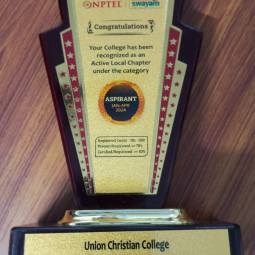 NPTEL swayam
Congratulations
Your College has been
recognized as an
Active Local Chapter
under the category
ASPIRANT
JAN-APR
2024
Union Christian College